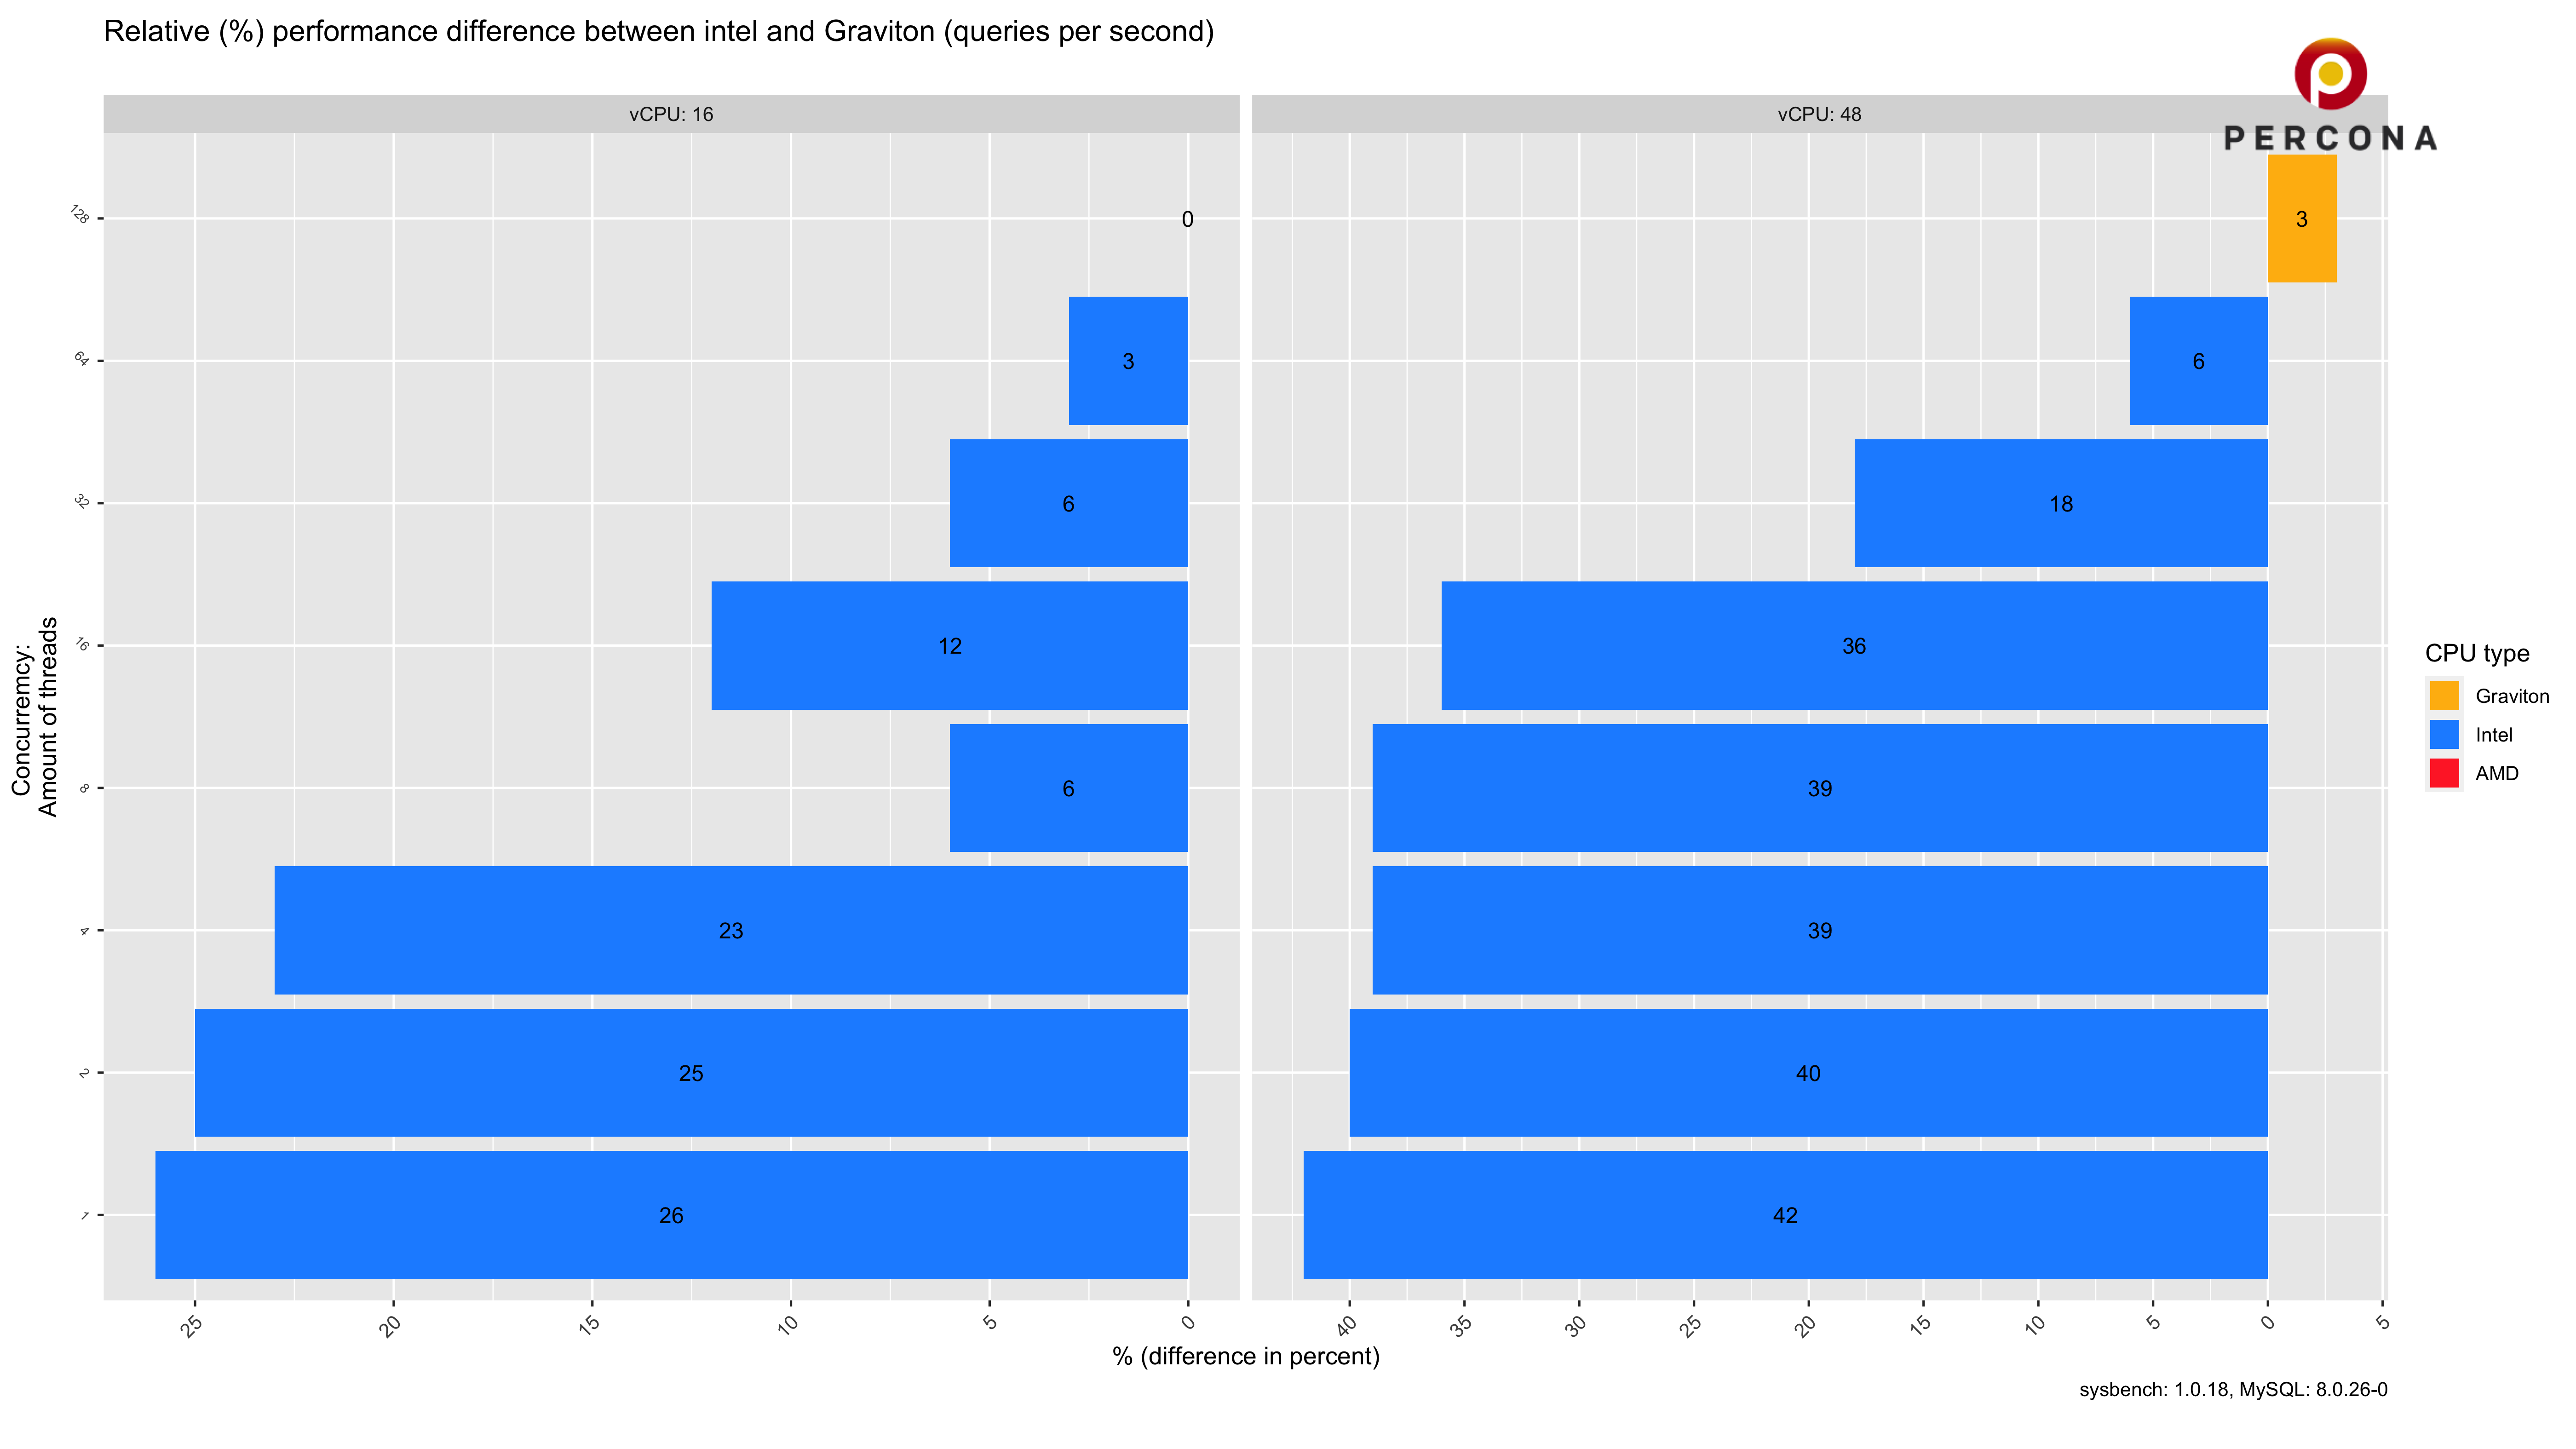 Relative (%) performance difference between intel and Graviton (queries per second)
PERCONA
vCPU: 16
vCPU: 48
Concurremcy:
Amount of threads
128
0
3
64
3
6
32
6
18
16
12
36
8
6
39
4
23
39
2
25
40
1
26
42
25 20 15 10 5 0
40 35 30 25 20 15 10 5 0 5
% (difference in percent)
CPU type
Graviton
Intel
AMD
sysbench: 1.0.18, MySQL: 8.0.26-0